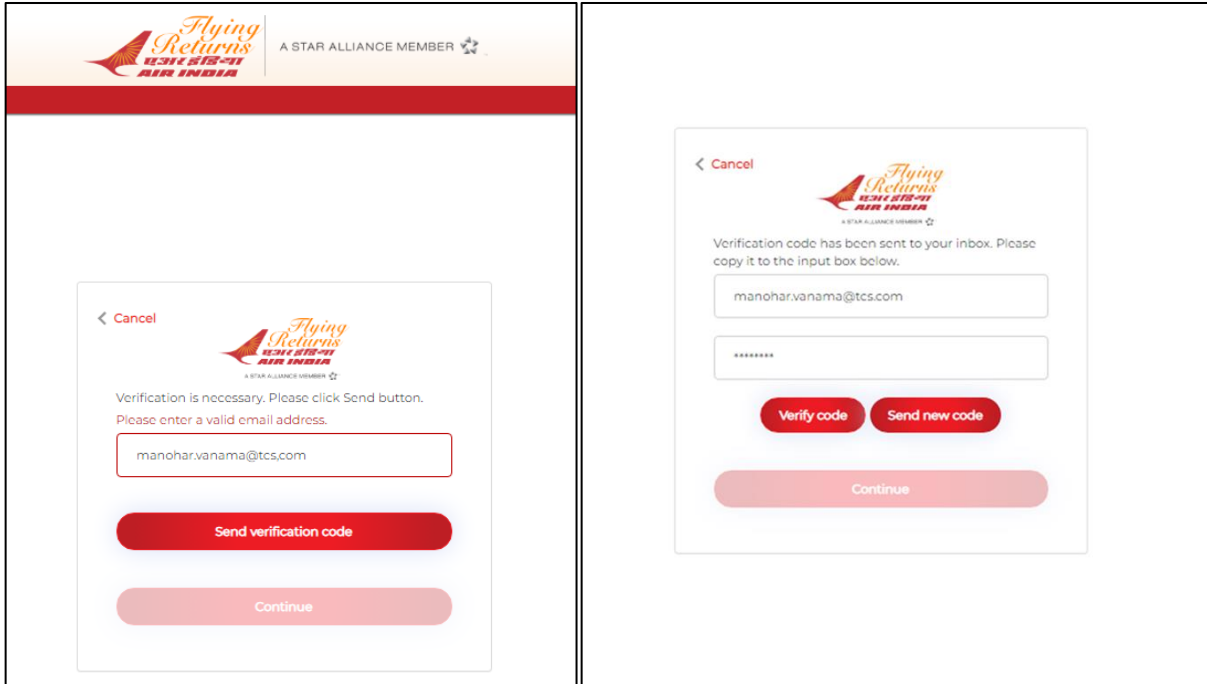 Flying
Returns
एअर इंडिया
AIR INDIA
A STAR ALLIANCE MEMBER
Cancel
Flying
Returns
एअर इंडिया
AIR INDIA
A STAR ALLIANCE MEMBER
Verification is necessary. Please click Send button.
Please enter a valid email address.
manohar.vanama@tcs,com
Send verification code
Continue
Cancel
Flying
Returns
एअर इंडिया
AIR INDIA
A STAR ALLIANCE MEMBER
Verification code has been sent to your inbox. Please
copy it to the input box below.
manohar.vanama@tcs.com
********
Verify code Send new code
Continue